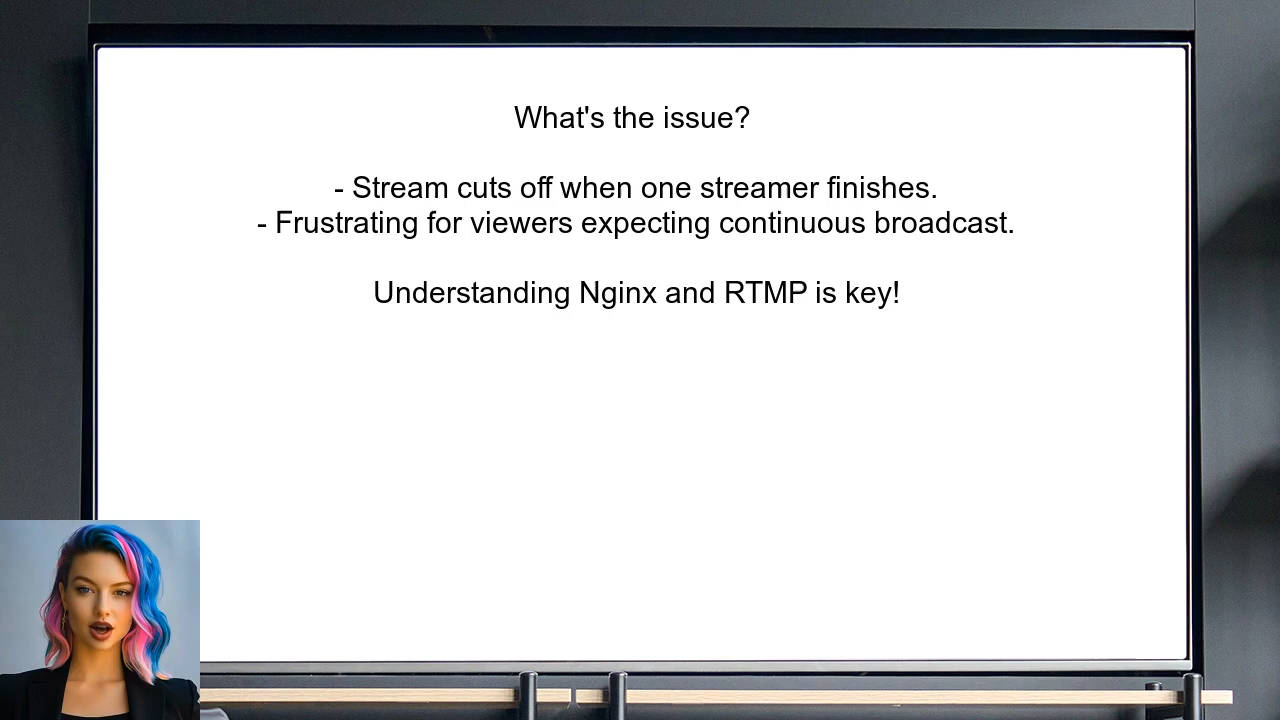 What's the issue?
- Stream cuts off when one streamer finishes.
- Frustrating for viewers expecting continuous broadcast.
Understanding Nginx and RTMP is key!